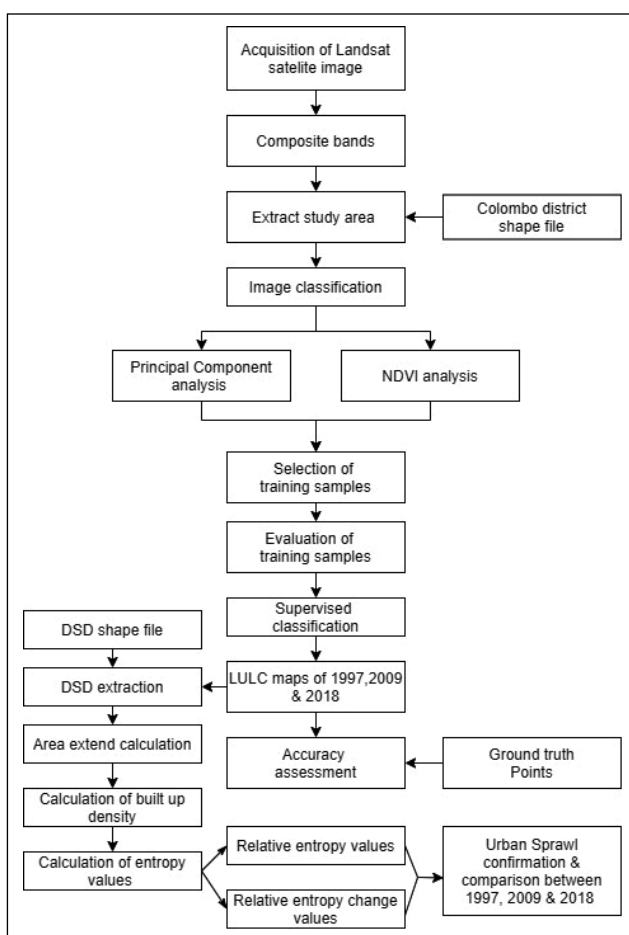 Acquisition of Landsat
satelite image
Composite bands
Extract study area
Colombo district
shape file
Image classification
Principal Component
analysis
NDVI analysis
Selection of
training samples
Evaluation of
training samples
Supervised
classification
DSD shape file
LULC maps of 1997,2009
& 2018
DSD extraction
Area extend calculation
Accuracy
assessment
Ground truth
Points
Calculation of built up
density
Calculation of entropy
values
Relative entropy values
Relative entropy change
values
Urban Sprawl
confirmation &
comparison between
1997, 2009 & 2018